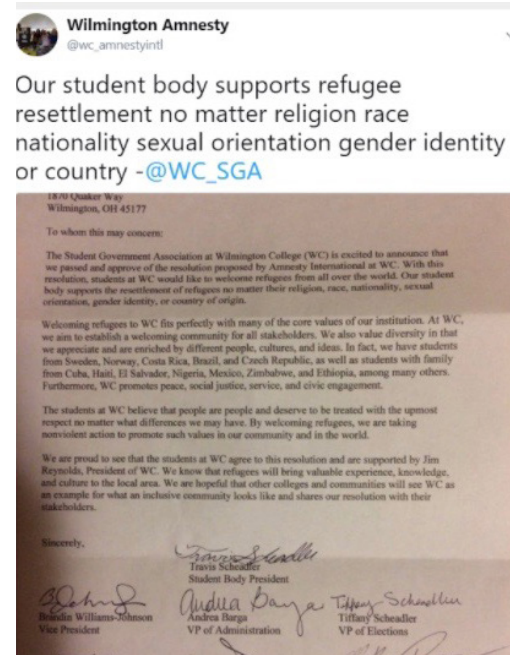 Wilmington Amnesty
@wc_amnestyintl
Our student body supports refugee
resettlement no matter religion race
nationality sexual orientation gender identity
or country -@WC_SGA
1870 Quaker Way
Wilmington, OH 45177
To whom this may concern:
The Student Government Association at Wilmington College (WC) is excited to announce that
we passed and approve of the resolution proposed by Amnesty International at WC. With this
resolution, students at WC would like to welcome refugees from all over the world. Our student
body supports the resettlement of refugees no matter their religion, race, nationality, sexual
orientation, gender identity, or country of origin.
Welcoming refugees to WC fits perfectly with many of the core values of our institution. At WC,
we aim to establish a welcoming community for all stakeholders. We also value diversity in that
we appreciate and are enriched by different people, cultures, and ideas. In fact, we have students
from Sweden, Norway, Costa Rica, Brazil, and Czech Republic, as well as students with family
from Cuba, Haiti, El Salvador, Nigeria, Mexico, Zimbabwe, and Ethiopia, among many others.
Furthermore, WC promotes peace, social justice, service, and civic engagement.
The students at WC believe that people are people and deserve to be treated with the upmost
respect no matter what differences we may have. By welcoming refugees, we are taking
nonviolent action to promote such values in our community and in the world.
We are proud to see that the students at WC agree to this resolution and are supported by Jim
Reynolds, President of WC. We know that refugees will bring valuable experience, knowledge,
and culture to the local area. We are hopeful that other colleges and communities will see WC as
an example for what an inclusive community looks like and shares our resolution with their
stakeholders.
Sincerely,
Travis Scheadler
Travis Scheadler
Student Body President
Andrea Barga Tiffany Scheadler
Brandin Williams-Johnson Andrea Barga Tiffany Scheadler
Vice President VP of Administration VP of Elections